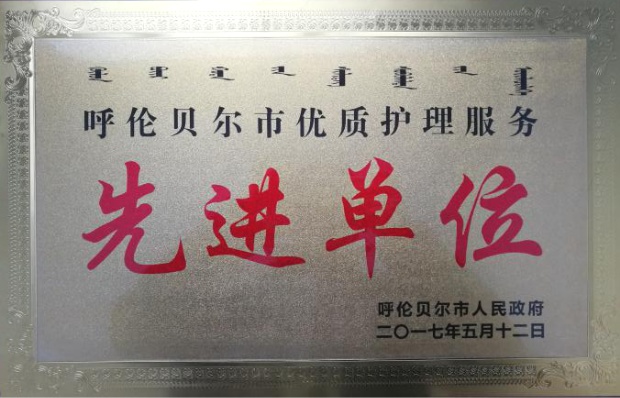 呼伦贝尔市优质护理服务
先进单位
呼伦贝尔市人民政府
二〇一七年五月十二日